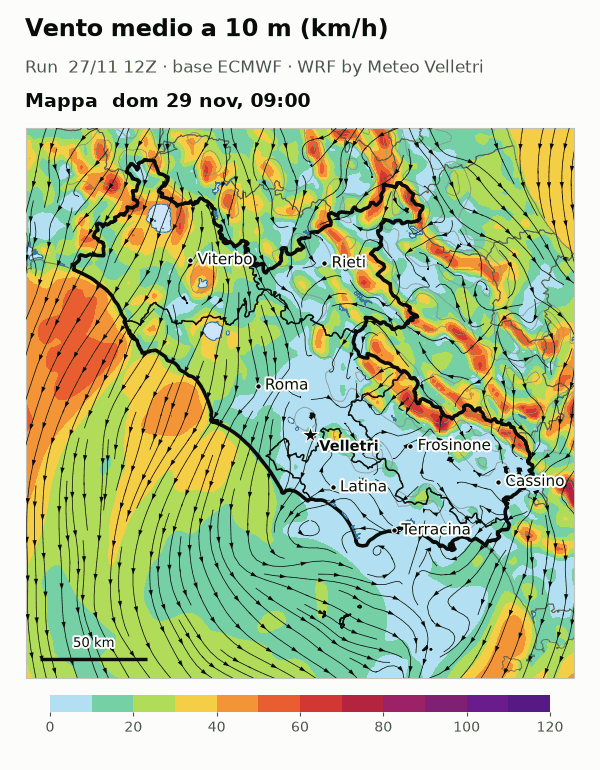 Vento medio a 10 m (km/h)
Run 27/11 12Z · base ECMWF · WRF by Meteo Velletri
Mappa dom 29 nov, 09:00
Viterbo
Rieti
Roma
Velletri
Frosinone
Latina
Cassino
Terracina
50 km
0 20 40 60 80 100 120